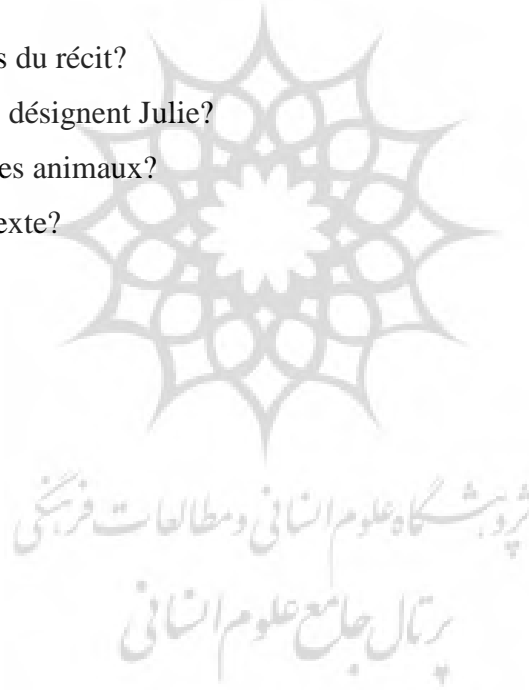 s du récit?
désignent Julie?
es animaux?
exte?
پژوهشگاه علوم انسانی و مطالعات فرهنگی
پرتال جامع علوم انسانی